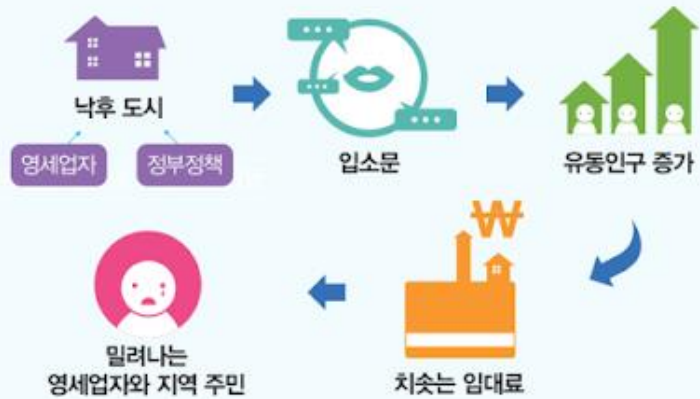 낙후 도시
영세업자
정부정책
입소문
유동인구 증가
₩
치솟는 임대료
밀려나는
영세업자와 지역 주민